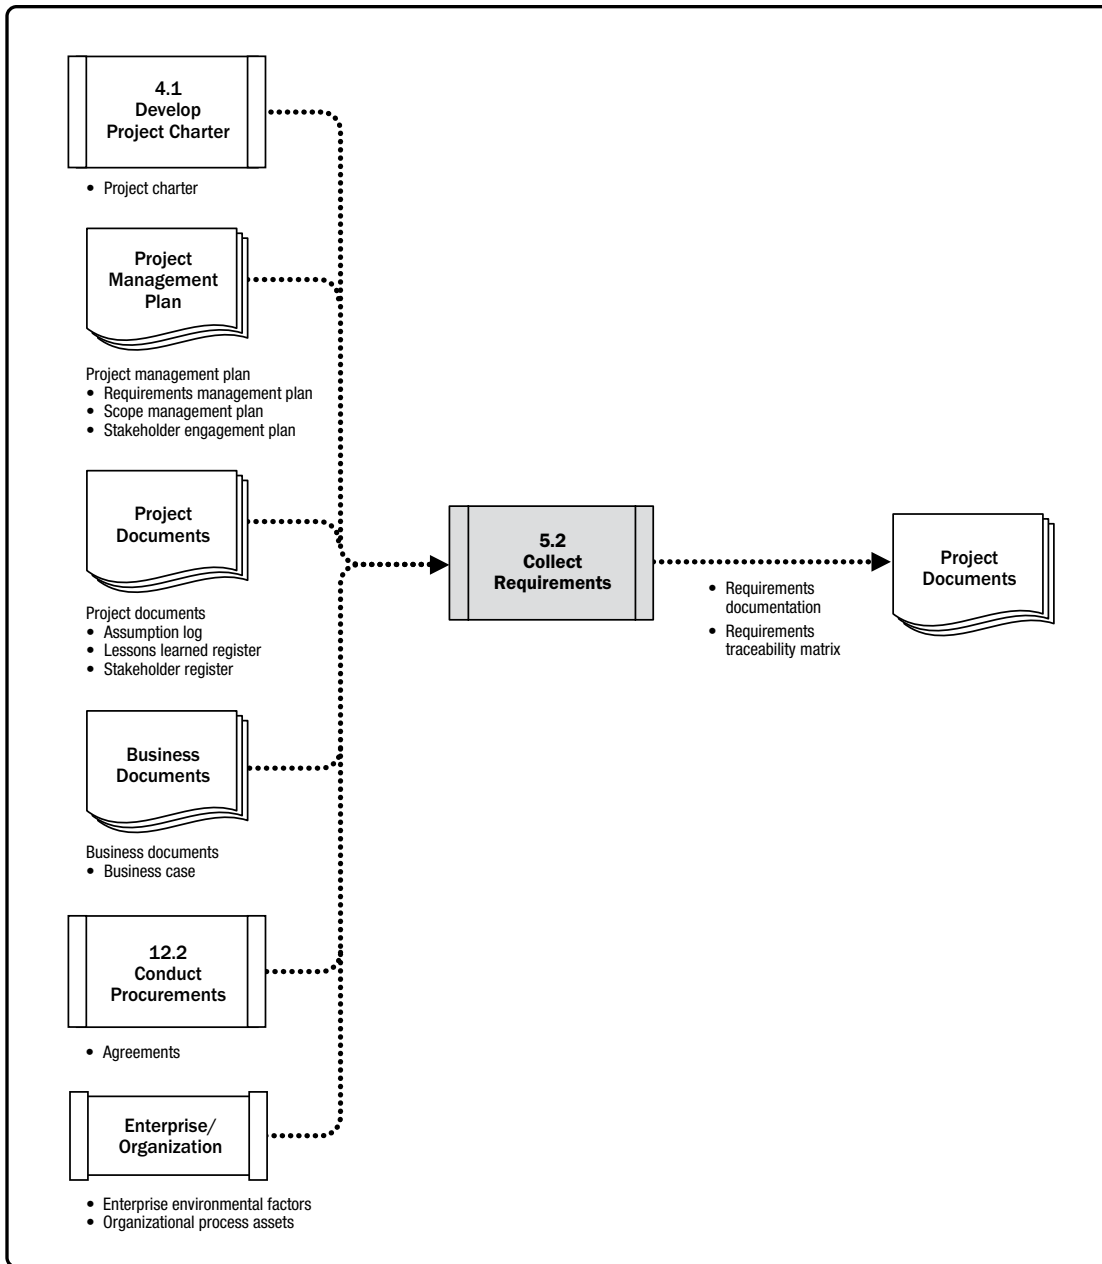 4.1
Develop
Project Charter
• Project charter
Project
Management
Plan
Project management plan
• Requirements management plan
• Scope management plan
• Stakeholder engagement plan
Project
Documents
Project documents
• Assumption log
• Lessons learned register
• Stakeholder register
Business
Documents
Business documents
• Business case
12.2
Conduct
Procurements
• Agreements
Enterprise/
Organization
• Enterprise environmental factors
• Organizational process assets
5.2
Collect
Requirements
• Requirements
documentation
• Requirements
traceability matrix
Project
Documents